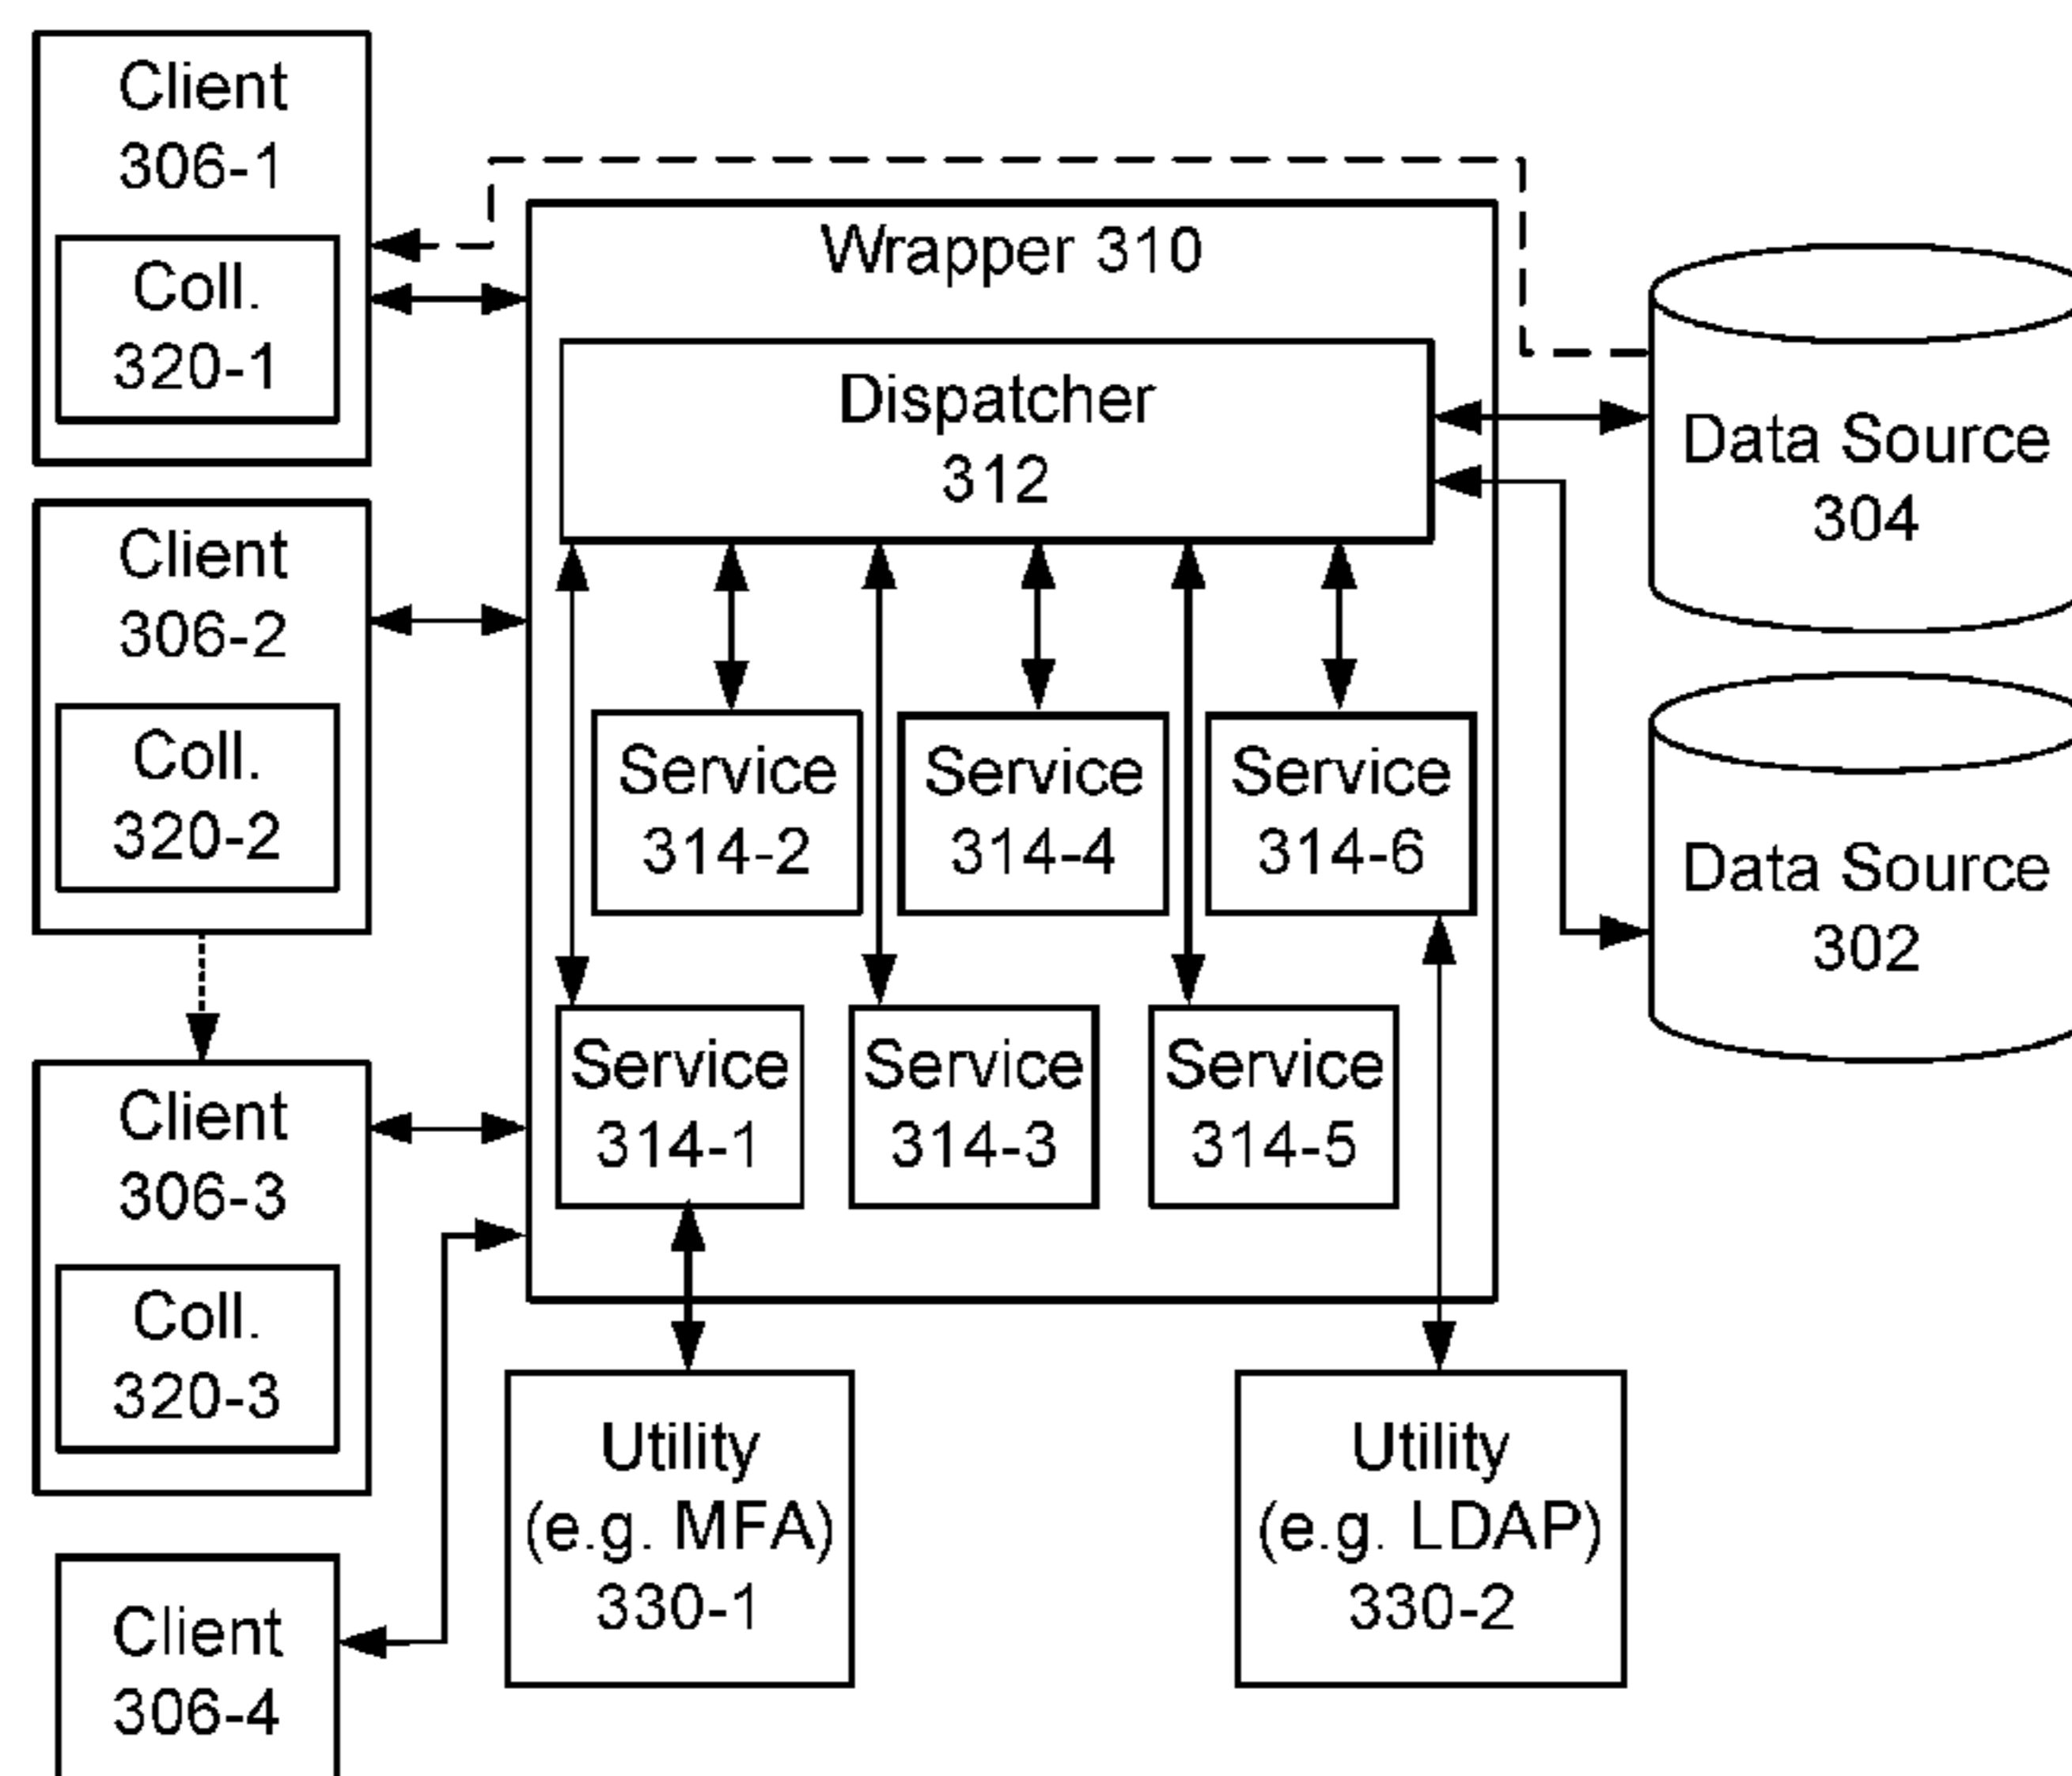 Client
306-1
Coll.
320-1
Client
306-2
Coll.
320-2
Client
306-3
Coll.
320-3
Client
306-4
Wrapper 310
Dispatcher
312
Service
314-2
Service
314-4
Service
314-6
Service
314-1
Service
314-3
Service
314-5
Utility
(e.g. MFA)
330-1
Utility
(e.g. LDAP)
330-2
Data Source
304
Data Source
302